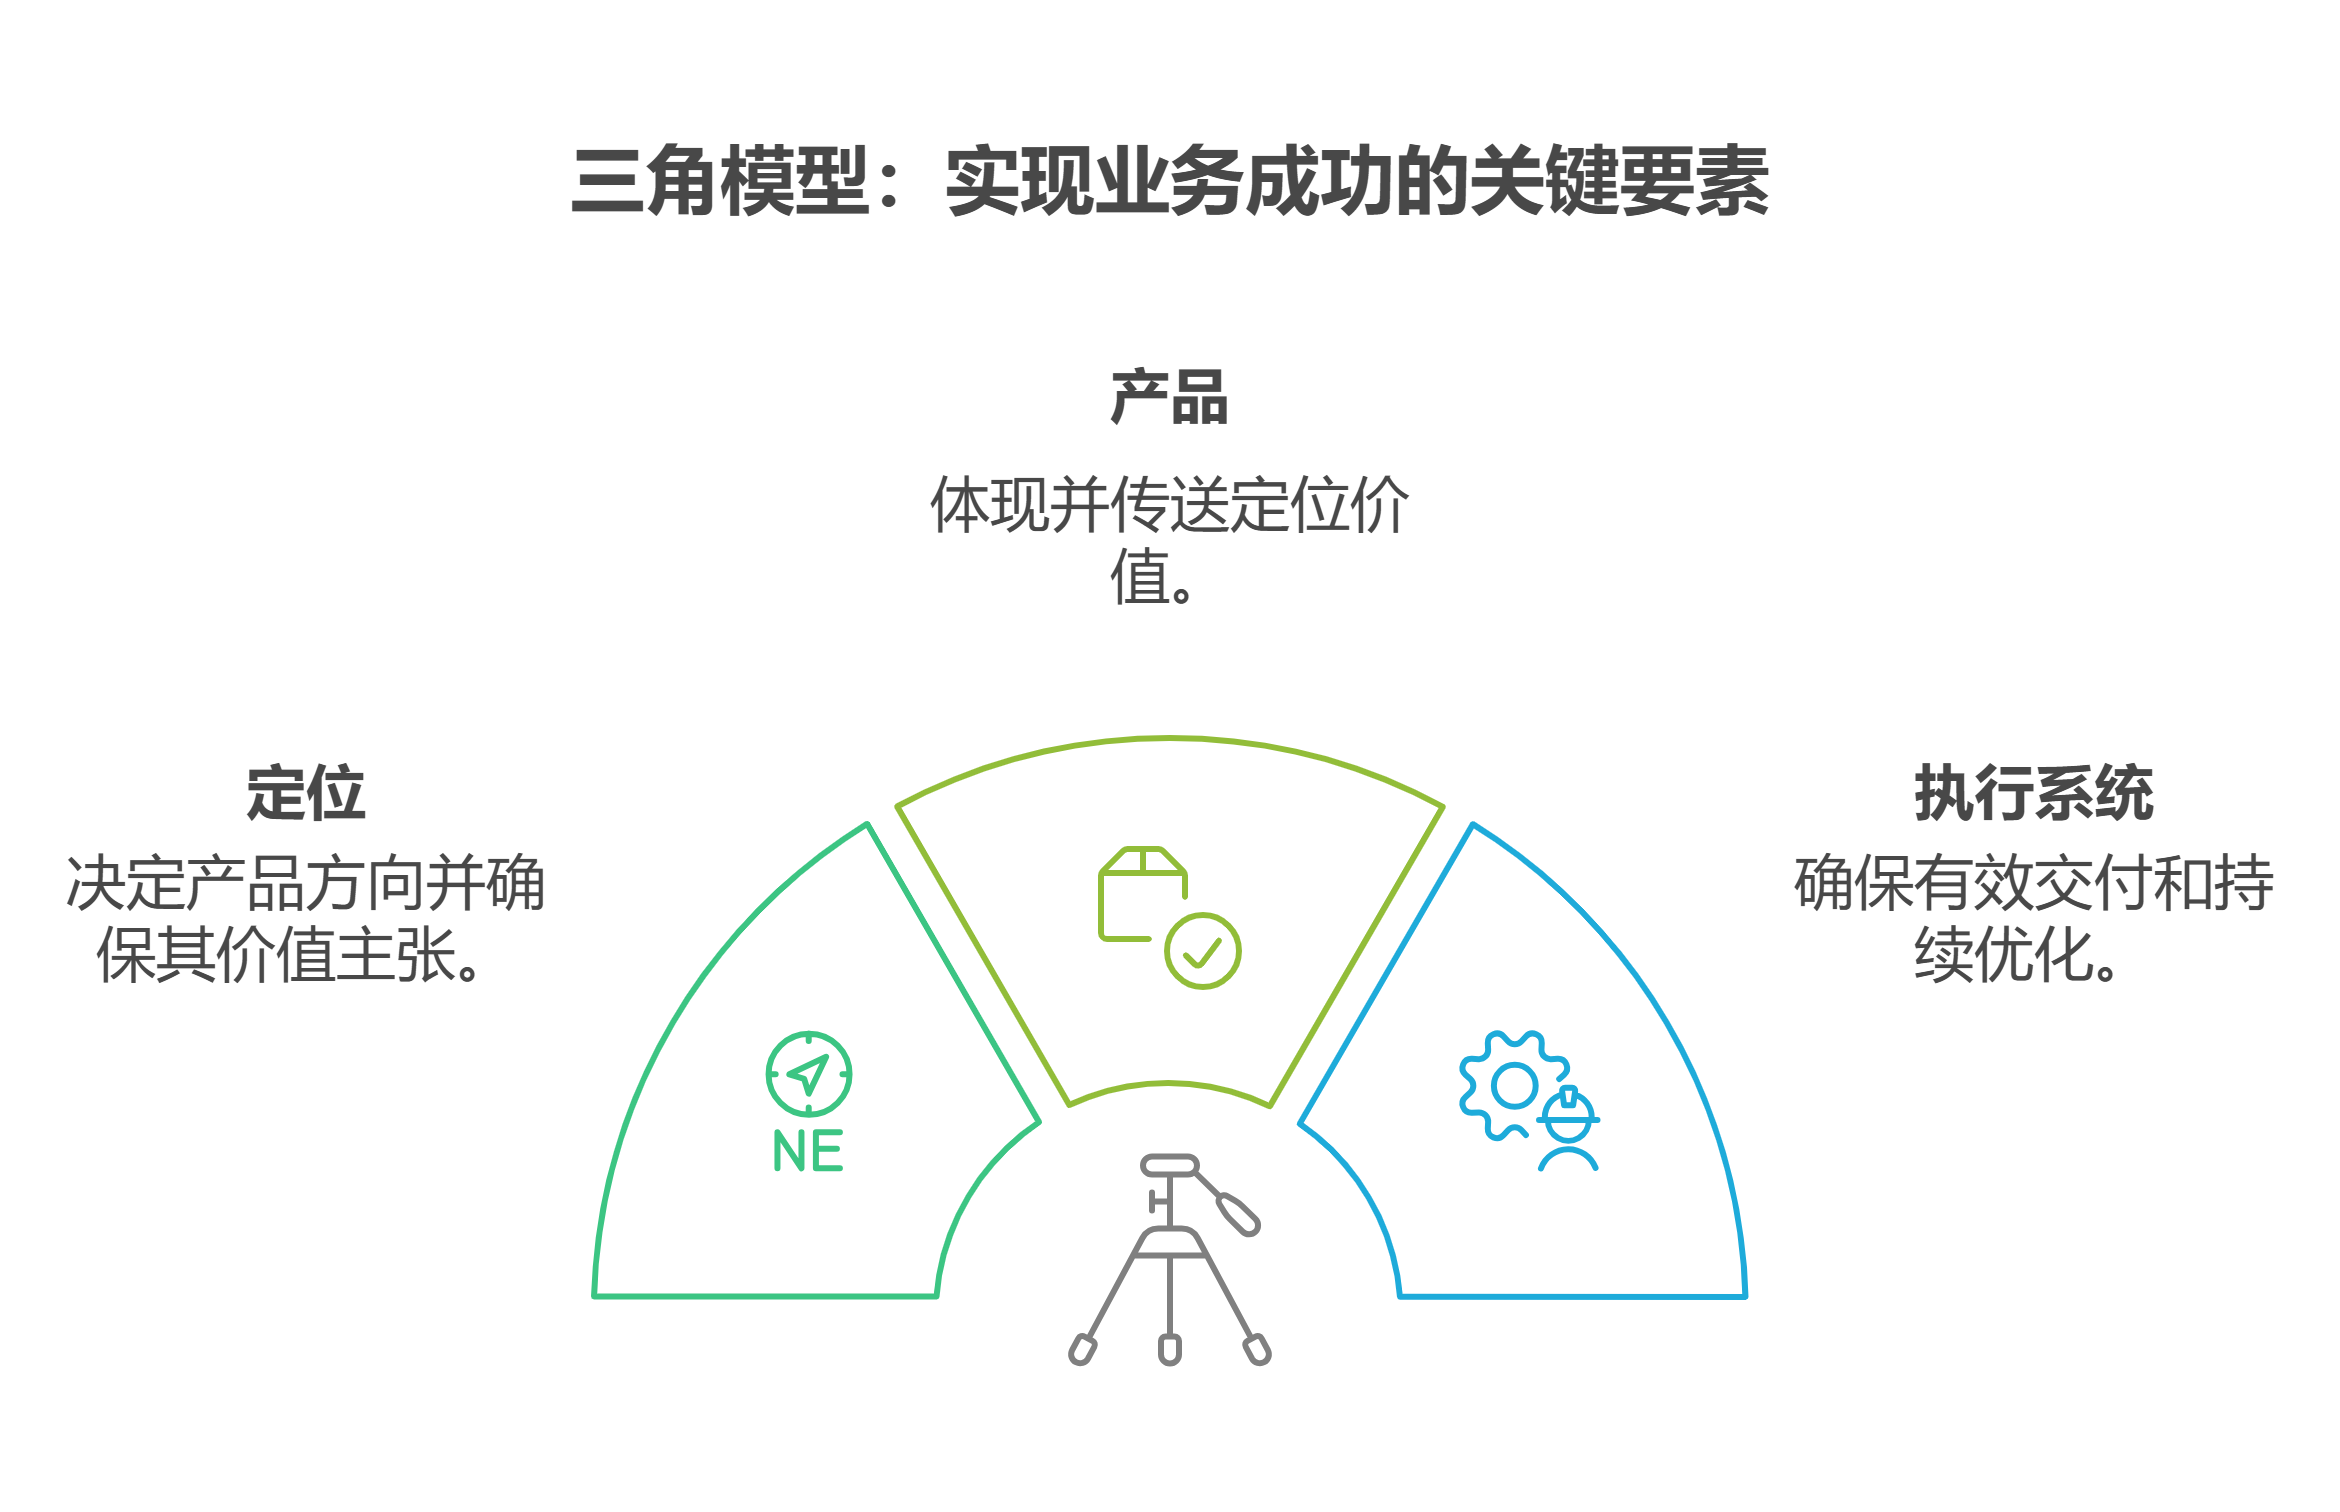 三角模型：实现业务成功的关键要素
产品
体现并传送定位价
值。
定位
决定产品方向并确
保其价值主张。
执行系统
确保有效交付和持
续优化。
NE